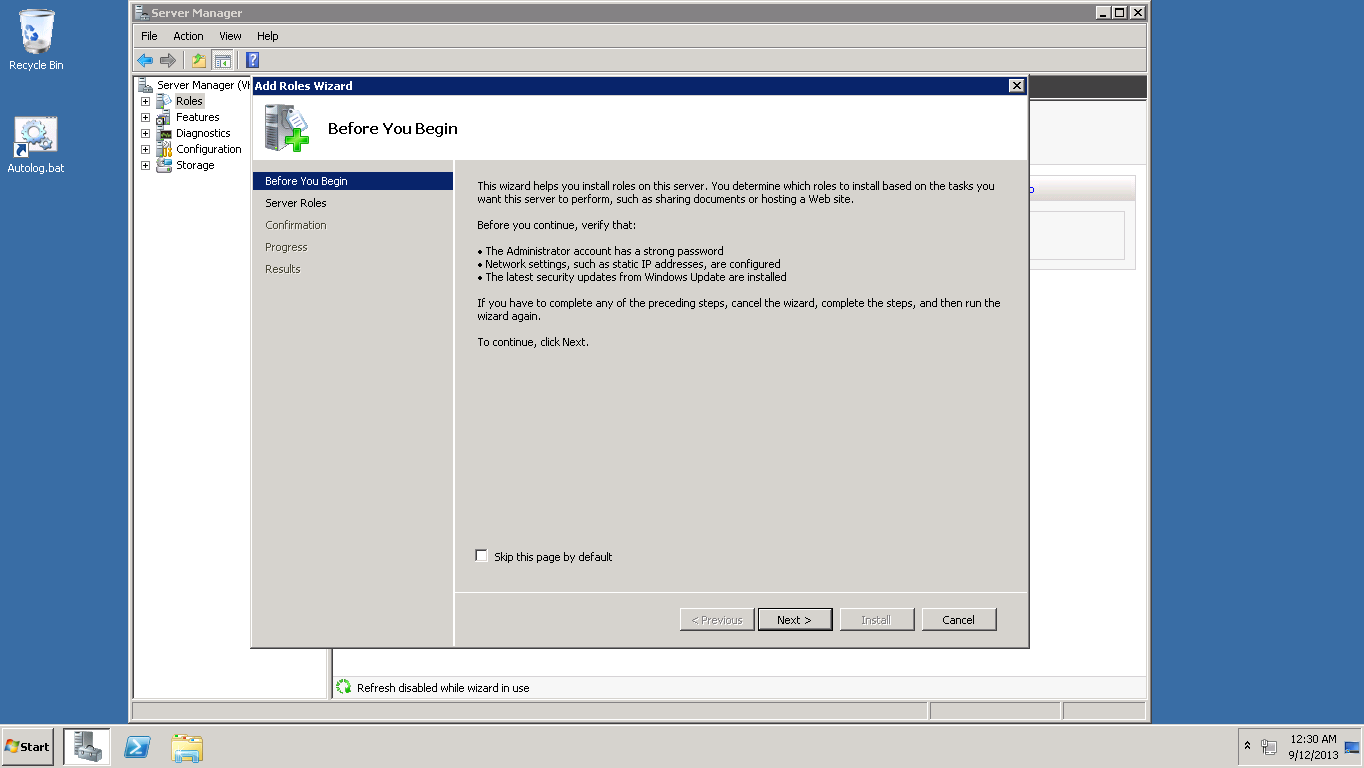 Recycle Bin
Autolog.bat
Server Manager
File Action View Help
Server Manager (VI
Roles
Features
Diagnostics
Configuration
Storage
Add Roles Wizard
Before You Begin
Before You Begin
Server Roles
Confirmation
Progress
Results
This wizard helps you install roles on this server. You determine which roles to install based on the tasks you
want this server to perform, such as sharing documents or hosting a Web site.
Before you continue, verify that:
• The Administrator account has a strong password
• Network settings, such as static IP addresses, are configured
• The latest security updates from Windows Update are installed
If you have to complete any of the preceding steps, cancel the wizard, complete the steps, and then run the
wizard again.
To continue, click Next.
Skip this page by default
< Previous Next > Install Cancel
Refresh disabled while wizard in use
Start
12:30 AM
9/12/2013